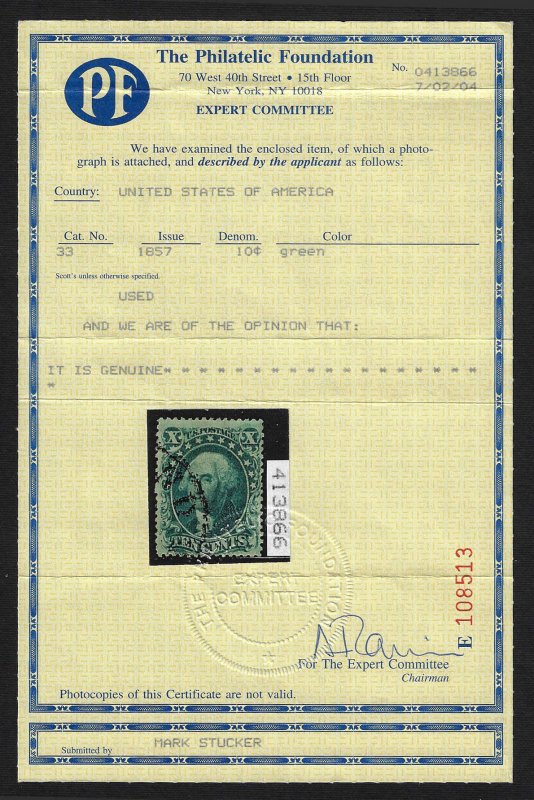 PF
The Philatelic Foundation
70 West 40th Street • 15th Floor
New York, NY 10018
EXPERT COMMITTEE
No. 0413866
7/02/04
We have examined the enclosed item, of which a photo-
graph is attached, and described by the applicant as follows:
Country: UNITED STATES OF AMERICA
Cat. No. Issue Denom. Color
33 1857 10¢ green
Scott's unless otherwise specified.
USED
AND WE ARE OF THE OPINION THAT:
IT IS GENUINE* * * * * * * * * * * * * * * * * * *
*
X U.S. POSTAGE X
TEN CENTS
413866
EXPERT
COMMITTEE
FOUNDATION
E 108513
For The Expert Committee
Chairman
Photocopies of this Certificate are not valid.
Submitted by MARK STUCKER